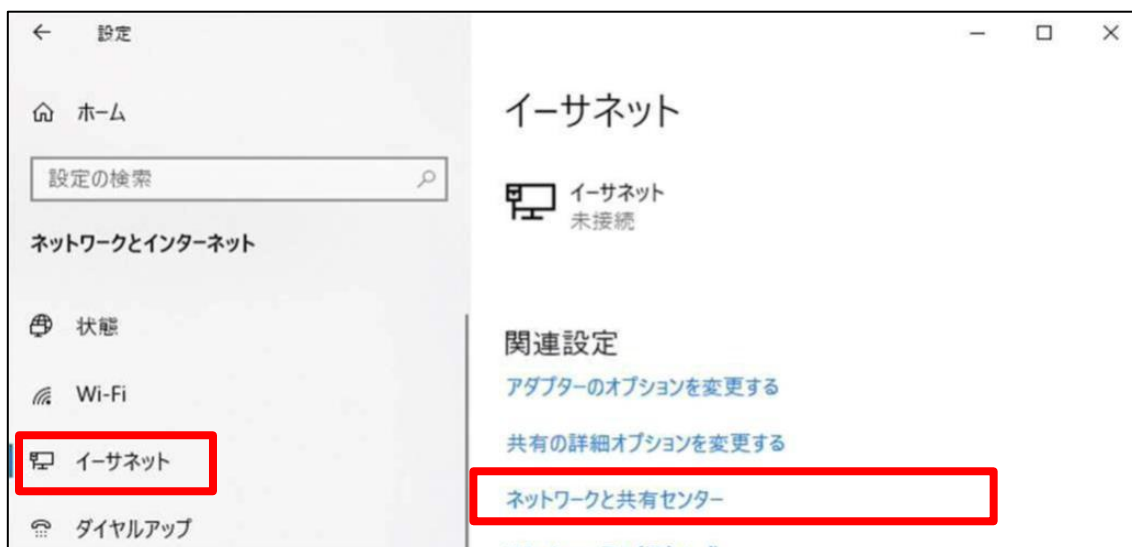 設定
ホーム
設定の検索
ネットワークとインターネット
状態
Wi-Fi
イーサネット
ダイヤルアップ
イーサネット
イーサネット
未接続
関連設定
アダプターのオプションを変更する
共有の詳細オプションを変更する
ネットワークと共有センター